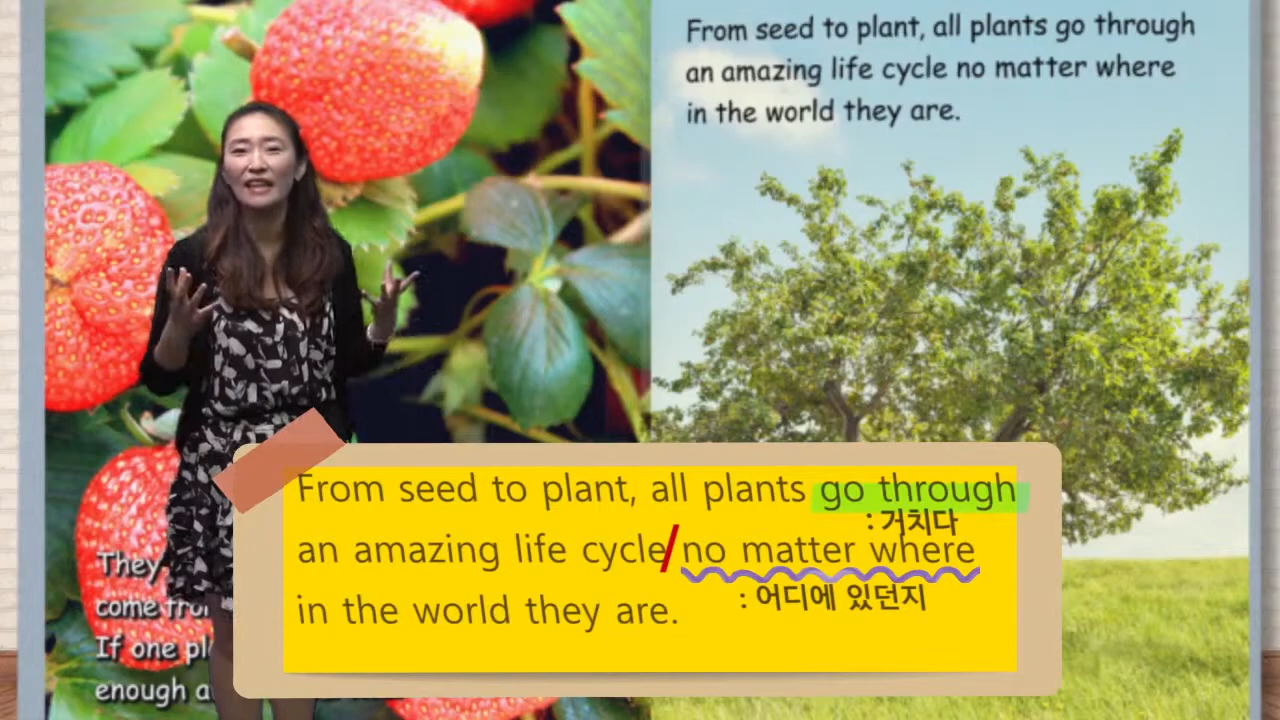 From seed to plant, all plants go through
an amazing life cycle no matter where
in the world they are.
They
come
If one
enough
From seed to plant, all plants go through
: 거치다
an amazing life cycle/no matter where
: 어디에 있던지
in the world they are.